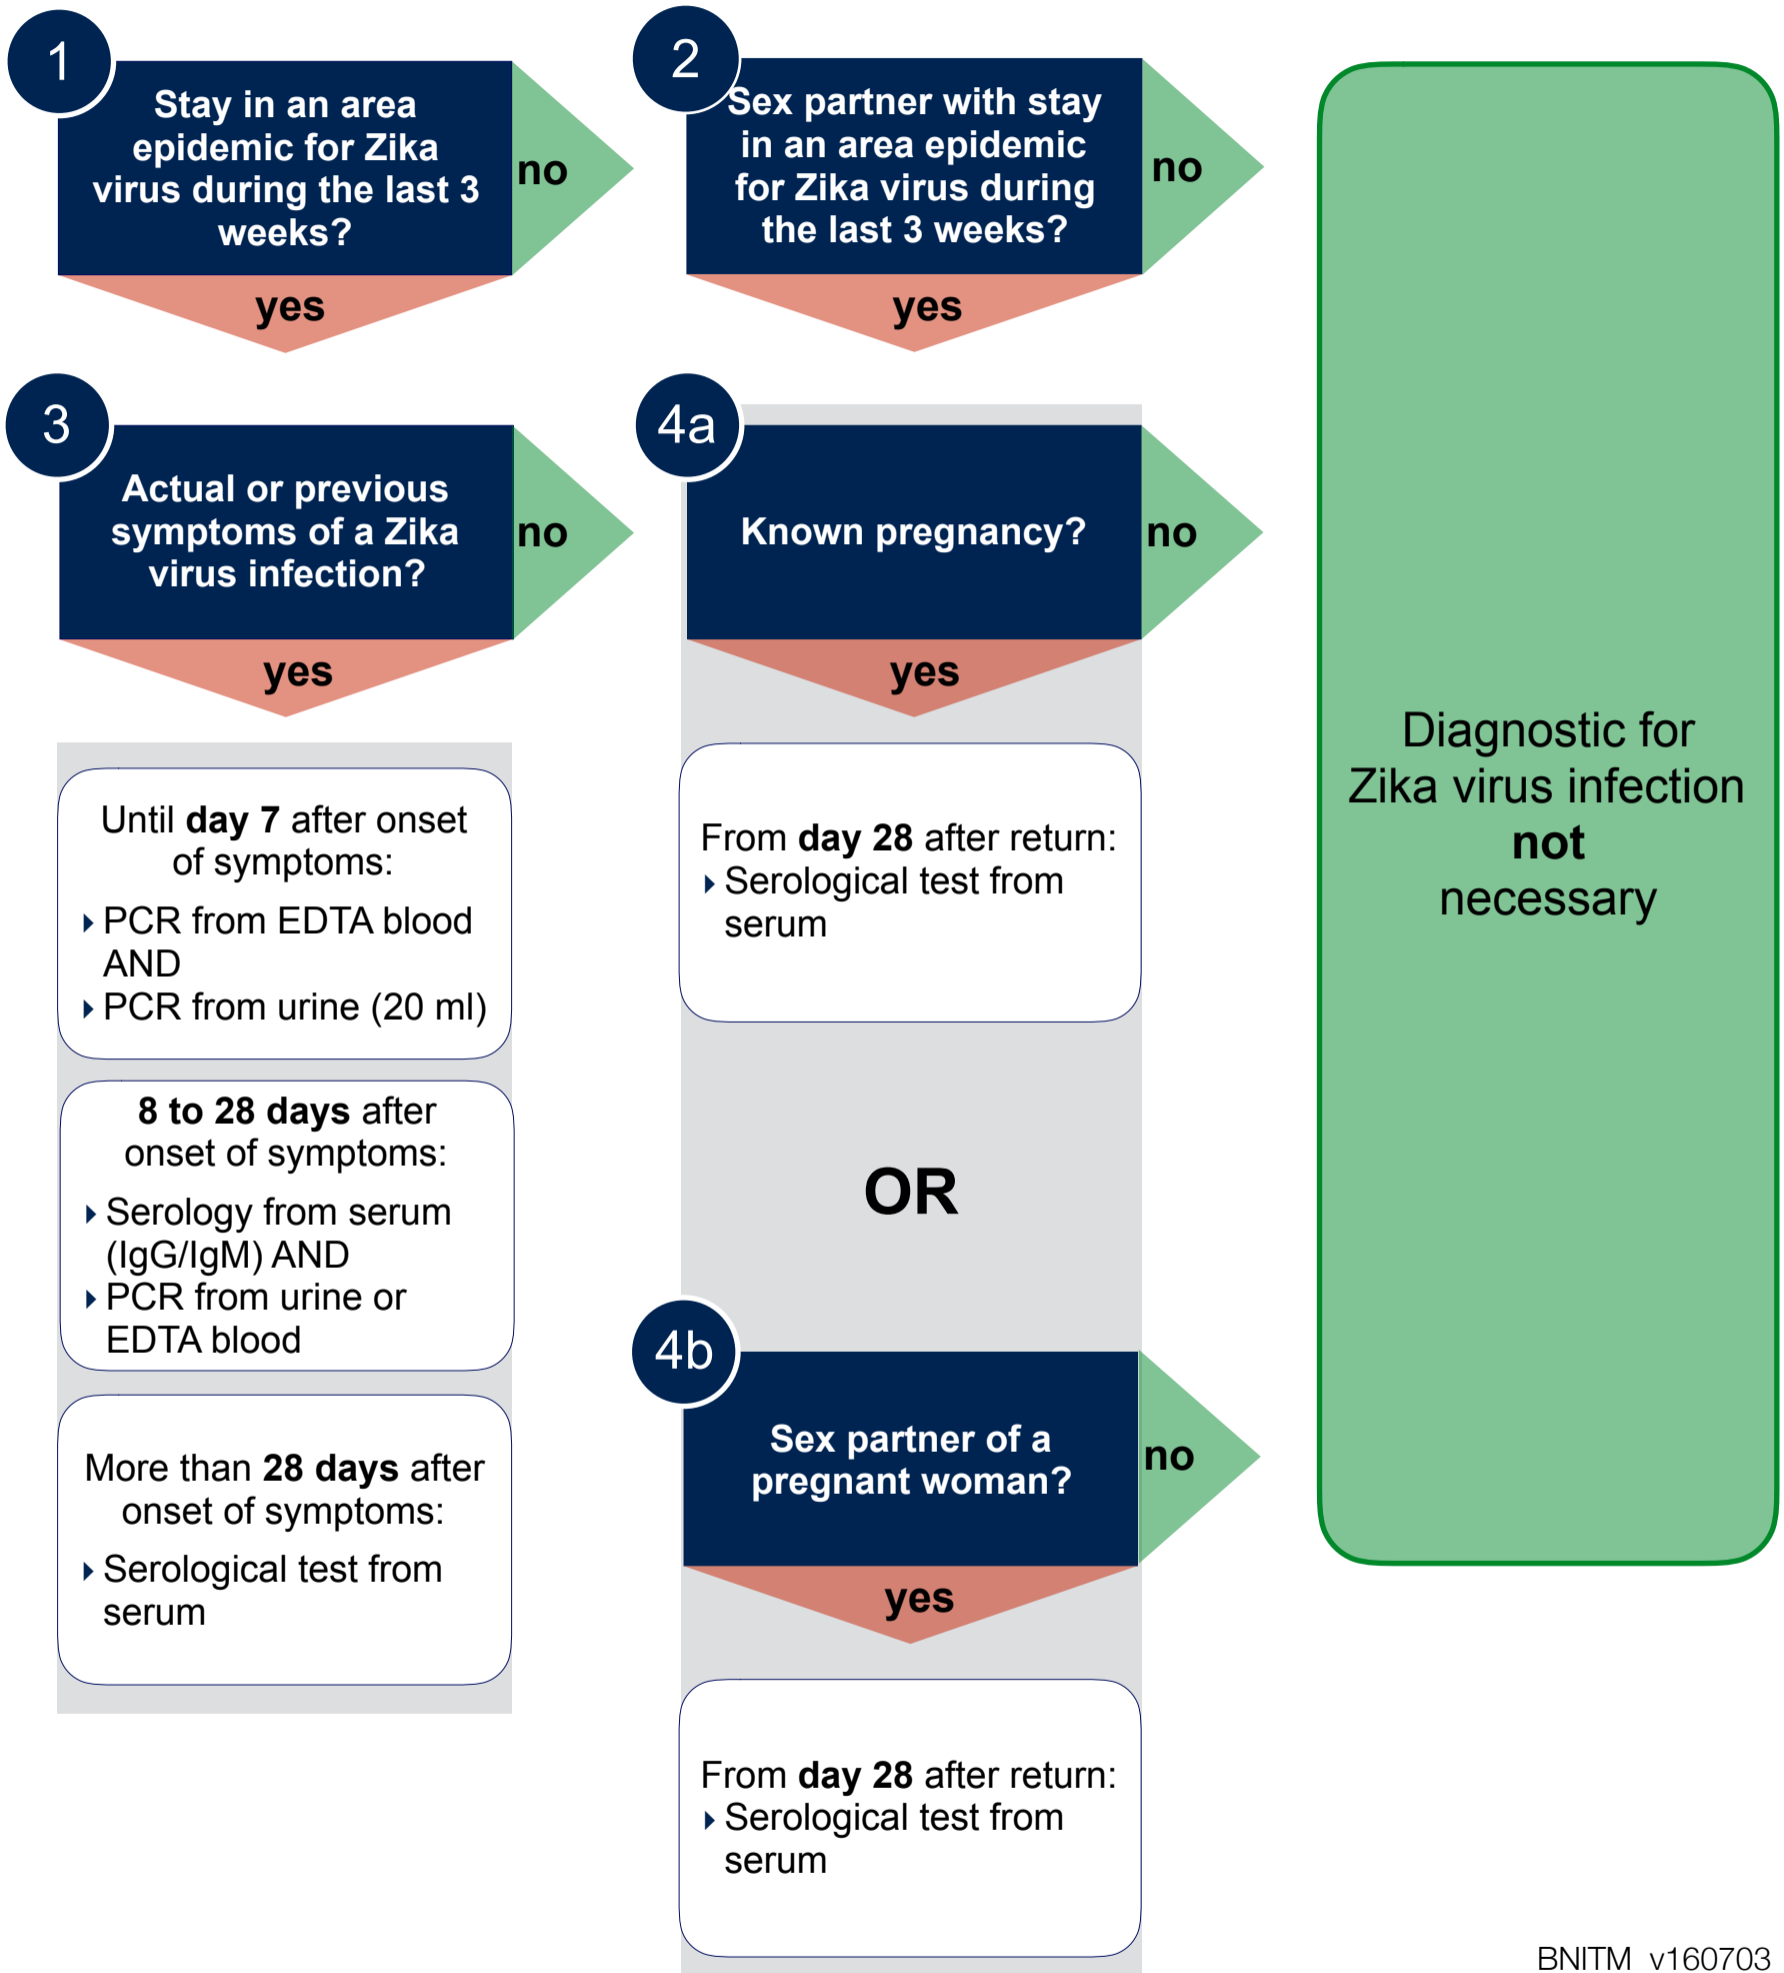 1
Stay in an area
epidemic for Zika
virus during the last 3
weeks?
no
yes
2
Sex partner with stay
in an area epidemic
for Zika virus during
the last 3 weeks?
no
yes
3
Actual or previous
symptoms of a Zika
virus infection?
no
yes
Until day 7 after onset
of symptoms:
PCR from EDTA blood
AND
PCR from urine (20 ml)
8 to 28 days after
onset of symptoms:
Serology from serum
(IgG/IgM) AND
PCR from urine or
EDTA blood
More than 28 days after
onset of symptoms:
Serological test from
serum
4a
Known pregnancy?
no
yes
From day 28 after return:
Serological test from
serum
OR
4b
Sex partner of a
pregnant woman?
no
yes
From day 28 after return:
Serological test from
serum
Diagnostic for
Zika virus infection
not
necessary
BNITM v160703